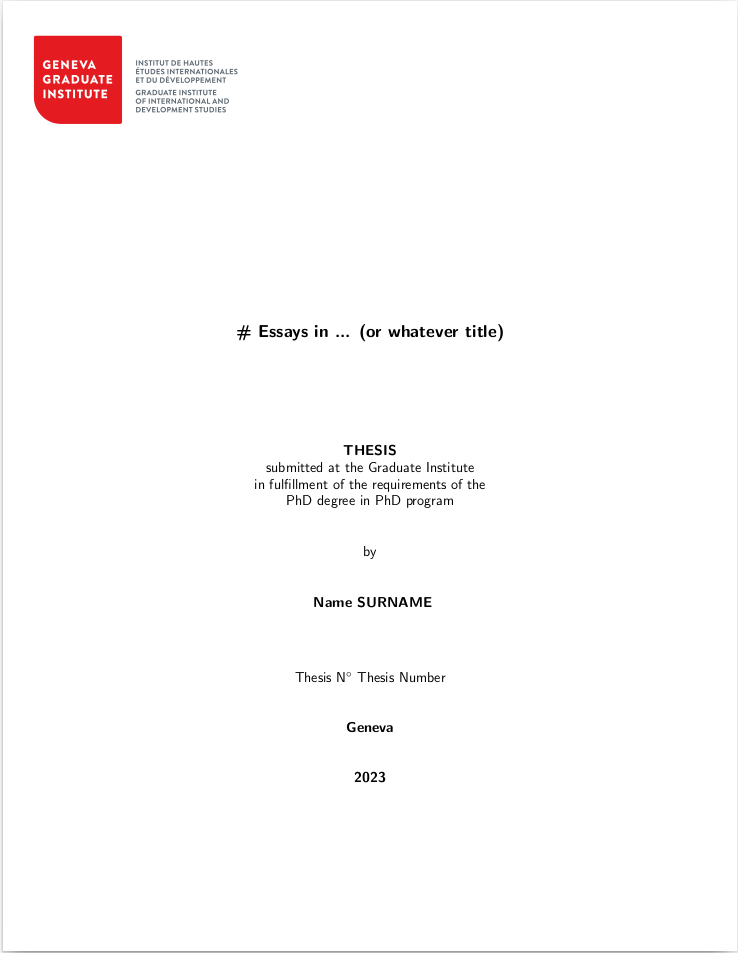 GENEVA
GRADUATE
INSTITUTE
INSTITUT DE HAUTES
ÉTUDES INTERNATIONALES
ET DU DÉVELOPPEMENT
GRADUATE INSTITUTE
OF INTERNATIONAL AND
DEVELOPMENT STUDIES
# Essays in ... (or whatever title)
THESIS
submitted at the Graduate Institute
in fulfillment of the requirements of the
PhD degree in PhD program
by
Name SURNAME
Thesis N° Thesis Number
Geneva
2023